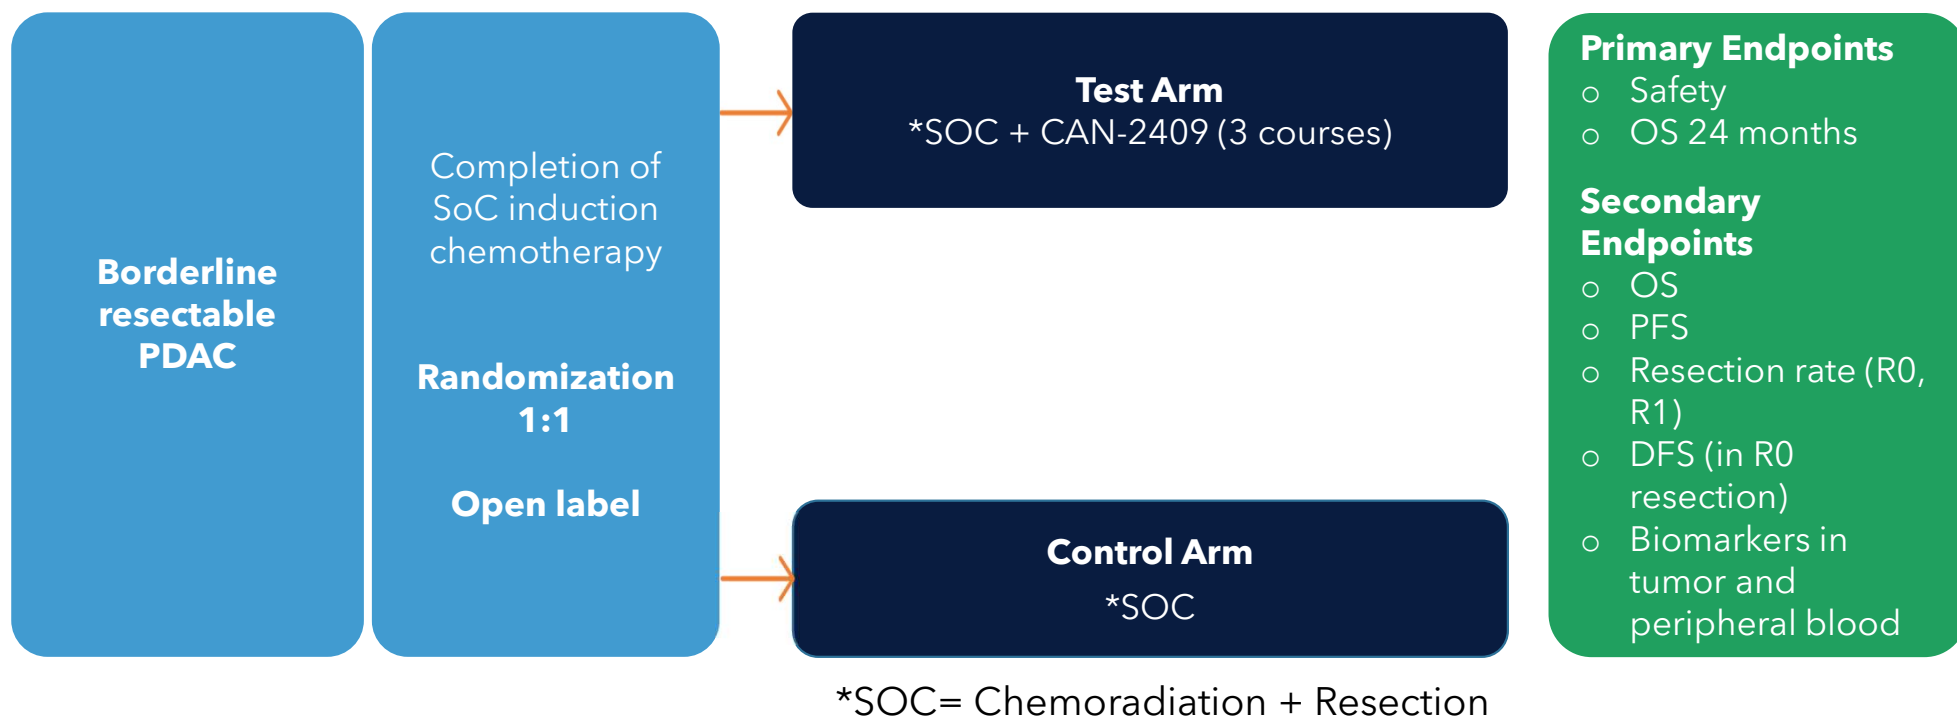 Borderline
resectable
PDAC
Completion of
SoC induction
chemotherapy
Randomization
1:1
Open label
Test Arm
*SOC + CAN-2409 (3 courses)
Control Arm
*SOC
*SOC= Chemoradiation + Resection
Primary Endpoints
○ Safety
○ OS 24 months
Secondary
Endpoints
○ OS
○ PFS
○ Resection rate (R0,
R1)
○ DFS (in R0
resection)
○ Biomarkers in
tumor and
peripheral blood